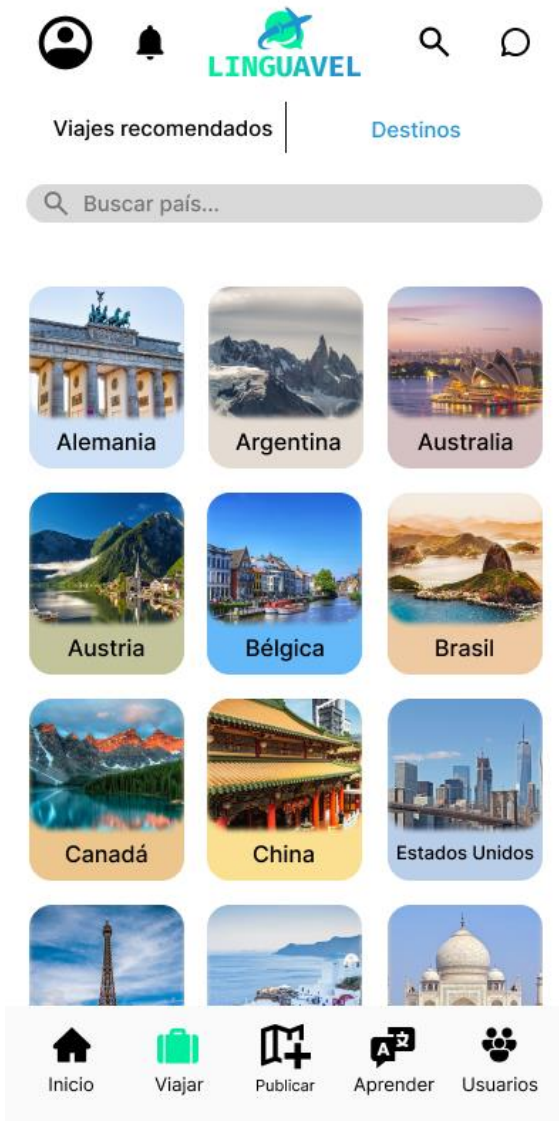 LINGUAVEL
Viajes recomendados
Destinos
Buscar país...
Alemania
Argentina
Australia
Austria
Bélgica
Brasil
Canadá
China
Estados Unidos
A 文
Inicio
Viajar
Publicar
Aprender
Usuarios